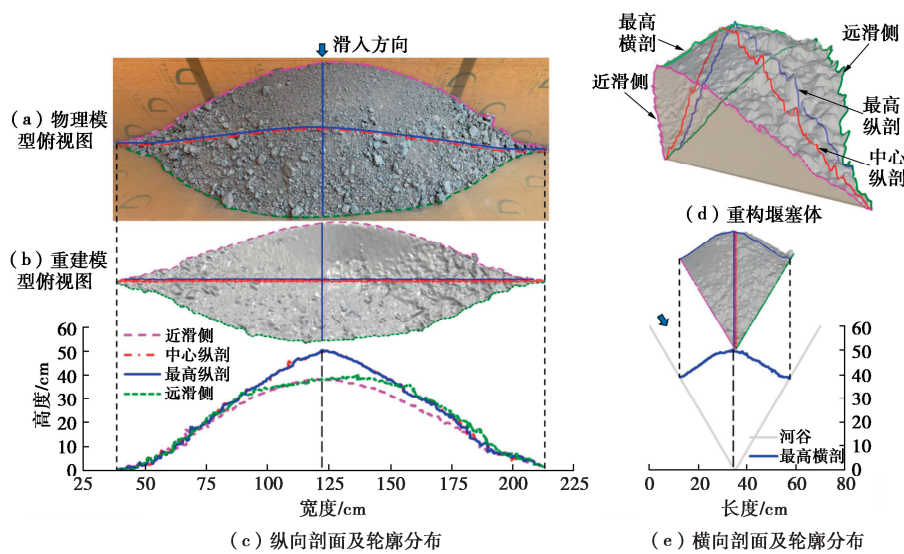 滑入方向
（a）物理模
型俯视图
（b）重建模
型俯视图
近滑侧
中心纵剖
最高纵剖
远滑侧
高度/cm
60
50
40
30
20
10
0
25
50
75
100
125
150
175
200
225
宽度/cm
（c）纵向剖面及轮廓分布
最高
横剖
近滑侧
远滑侧
最高
纵剖
中心
纵剖
（d）重构堰塞体
60
50
40
30
20
10
0
高度/cm
河谷
最高横剖
0
20
40
60
80
长度/cm
（e）横向剖面及轮廓分布